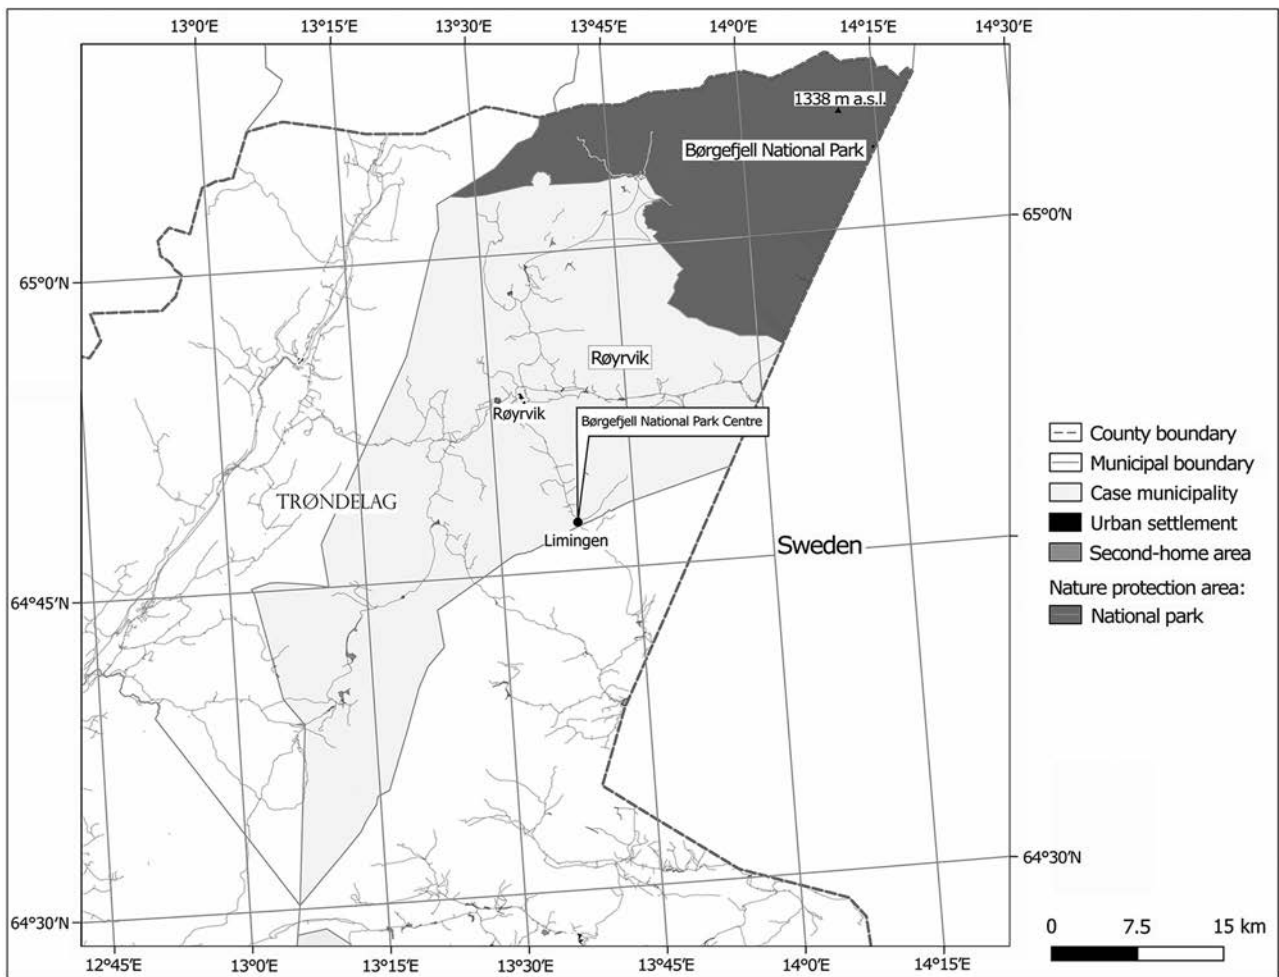 13°0′E 13°15′E 13°30′E 13°45′E 14°0′E 14°15′E 14°30′E
1338 m a.s.l.
Børgefjell National Park
65°0′N
65°0′N
Røyrvik
Røyrvik
Børgefjell National Park Centre
TRØNDELAG
Limingen
Sweden
County boundary
Municipal boundary
Case municipality
Urban settlement
Second-home area
Nature protection area:
National park
64°45′N
64°30′N
64°30′N
0 7.5 15 km
12°45′E 13°0′E 13°15′E 13°30′E 13°45′E 14°0′E 14°15′E